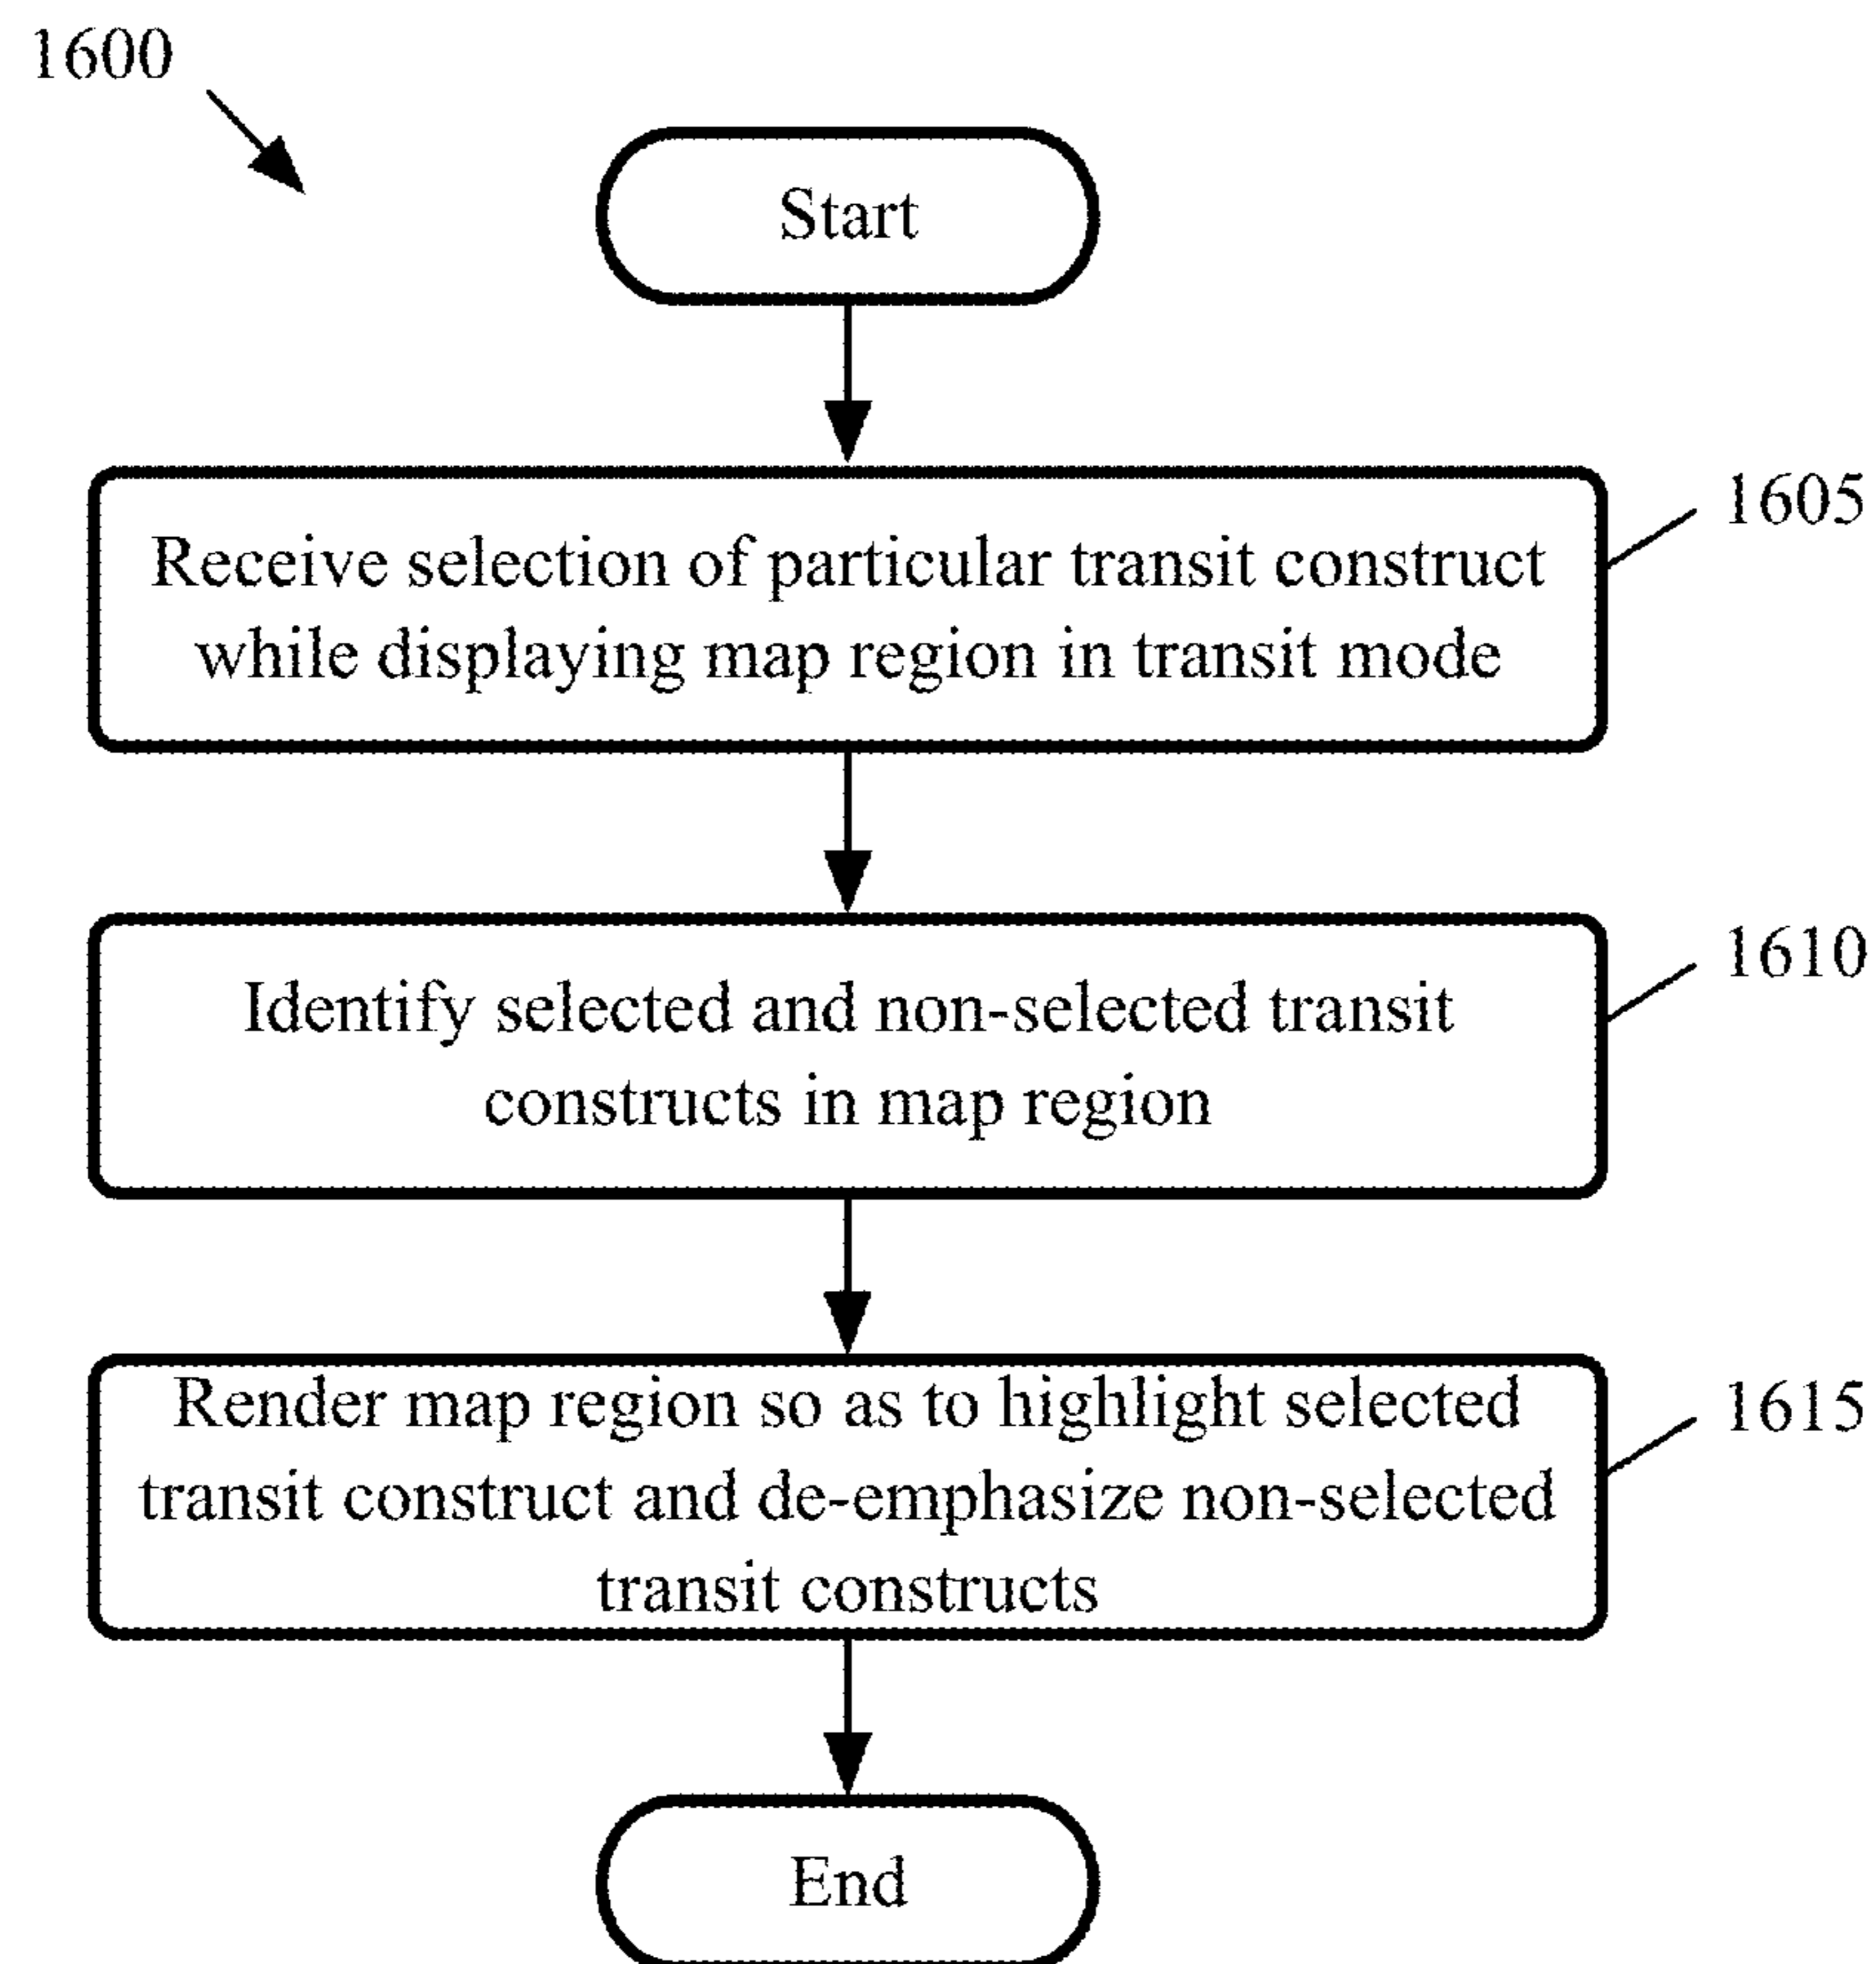 1600
Start
1605
Receive selection of particular transit construct
while displaying map region in transit mode
1610
Identify selected and non-selected transit
constructs in map region
1615
Render map region so as to highlight selected
transit construct and de-emphasize non-selected
transit constructs
End